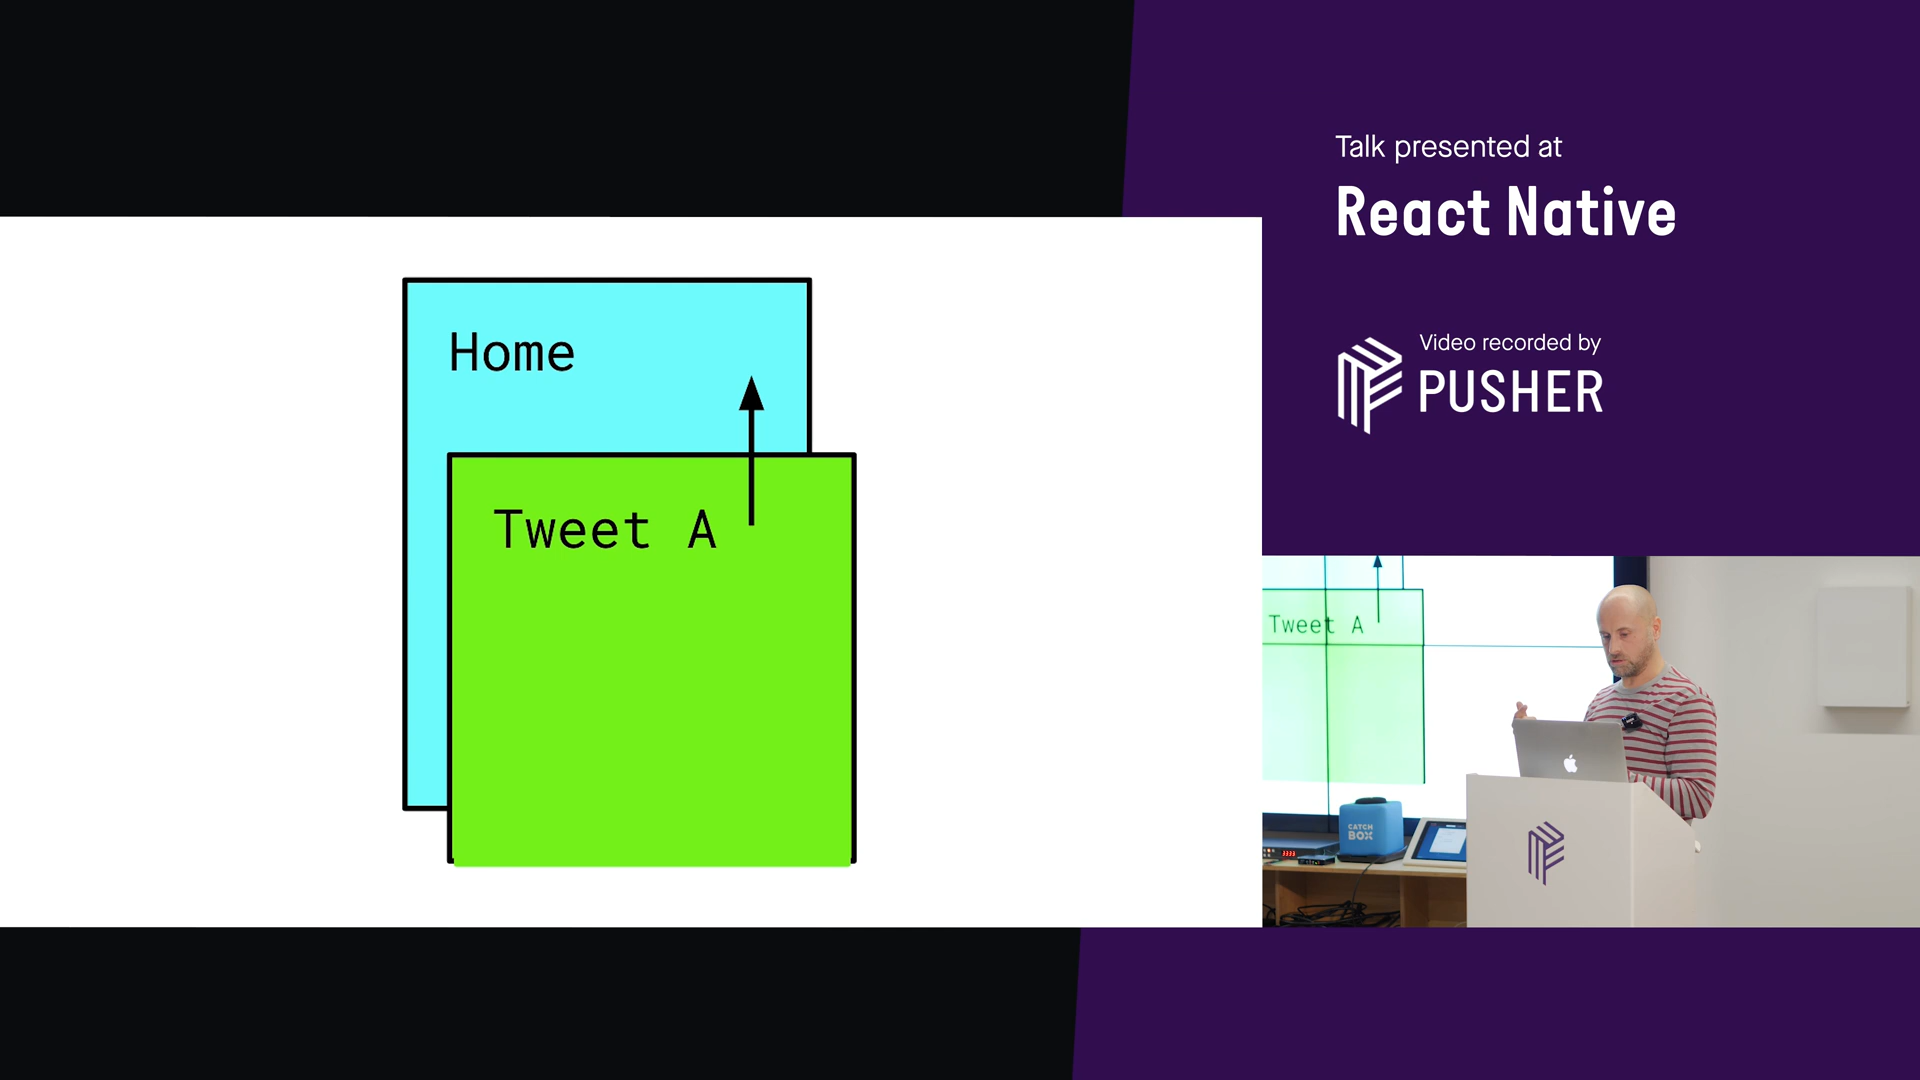 Home
Tweet A
Talk presented at
React Native
Video recorded by
PUSHER
Tweet A
CATCH
BOX